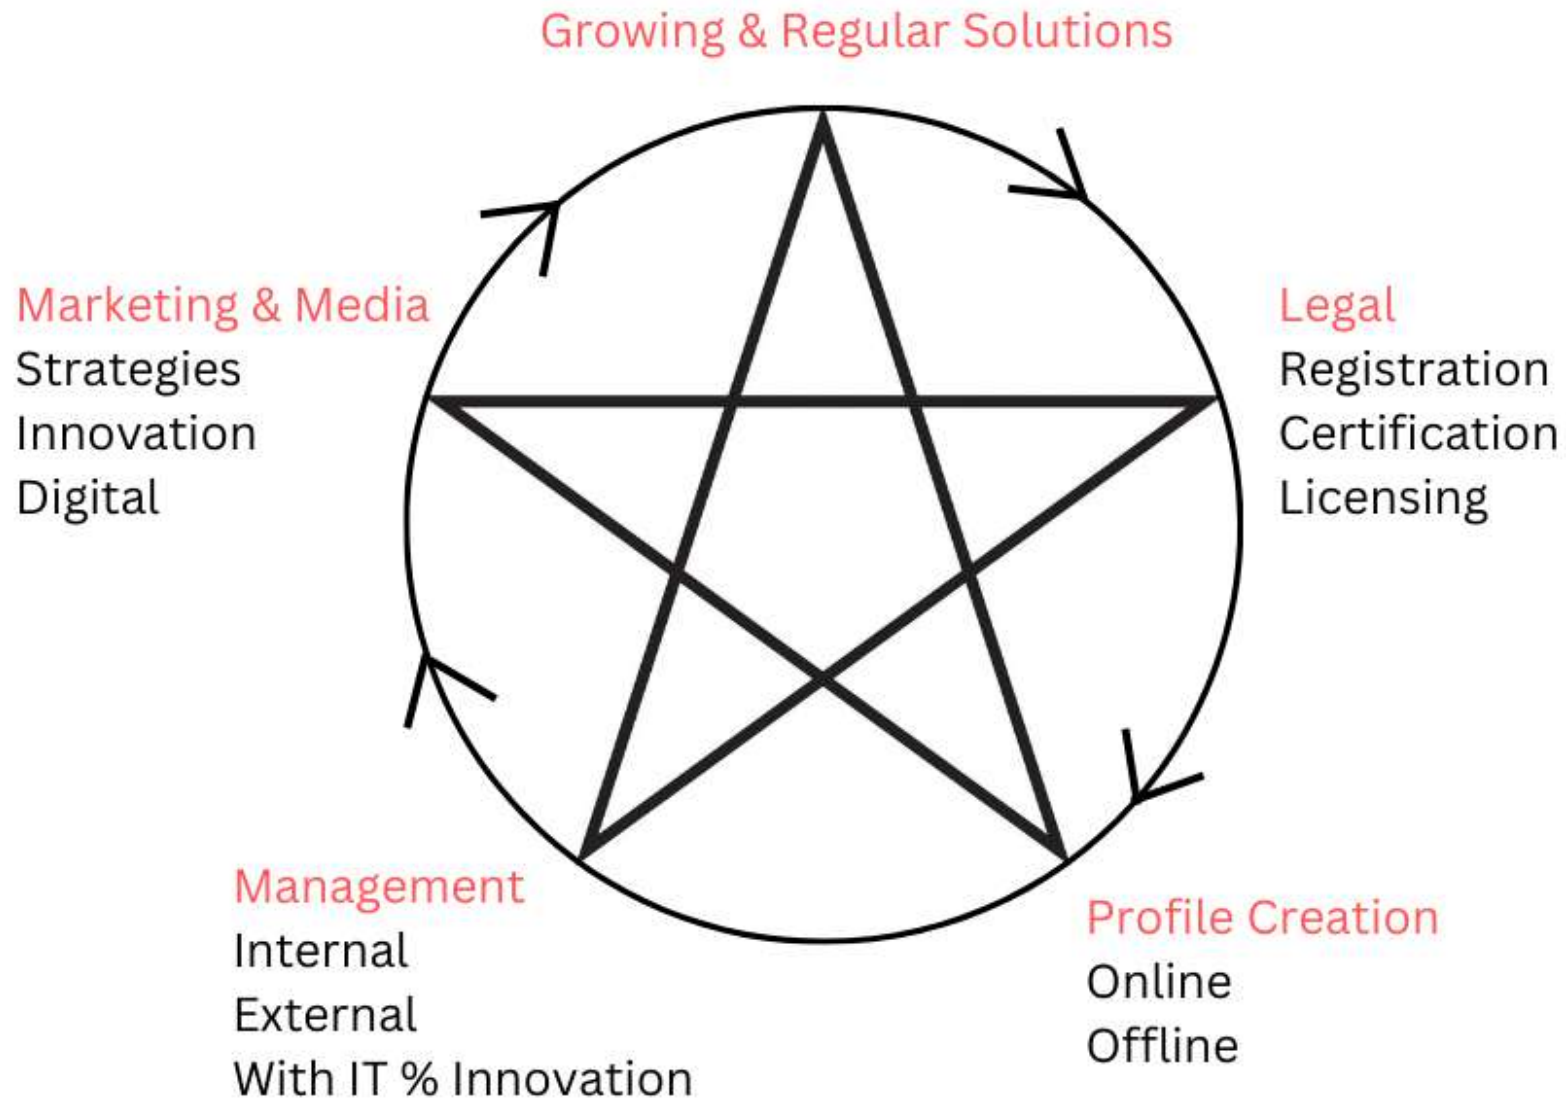 Growing & Regular Solutions
Marketing & Media
Strategies
Innovation
Digital
Legal
Registration
Certification
Licensing
Management
Internal
External
With IT % Innovation
Profile Creation
Online
Offline